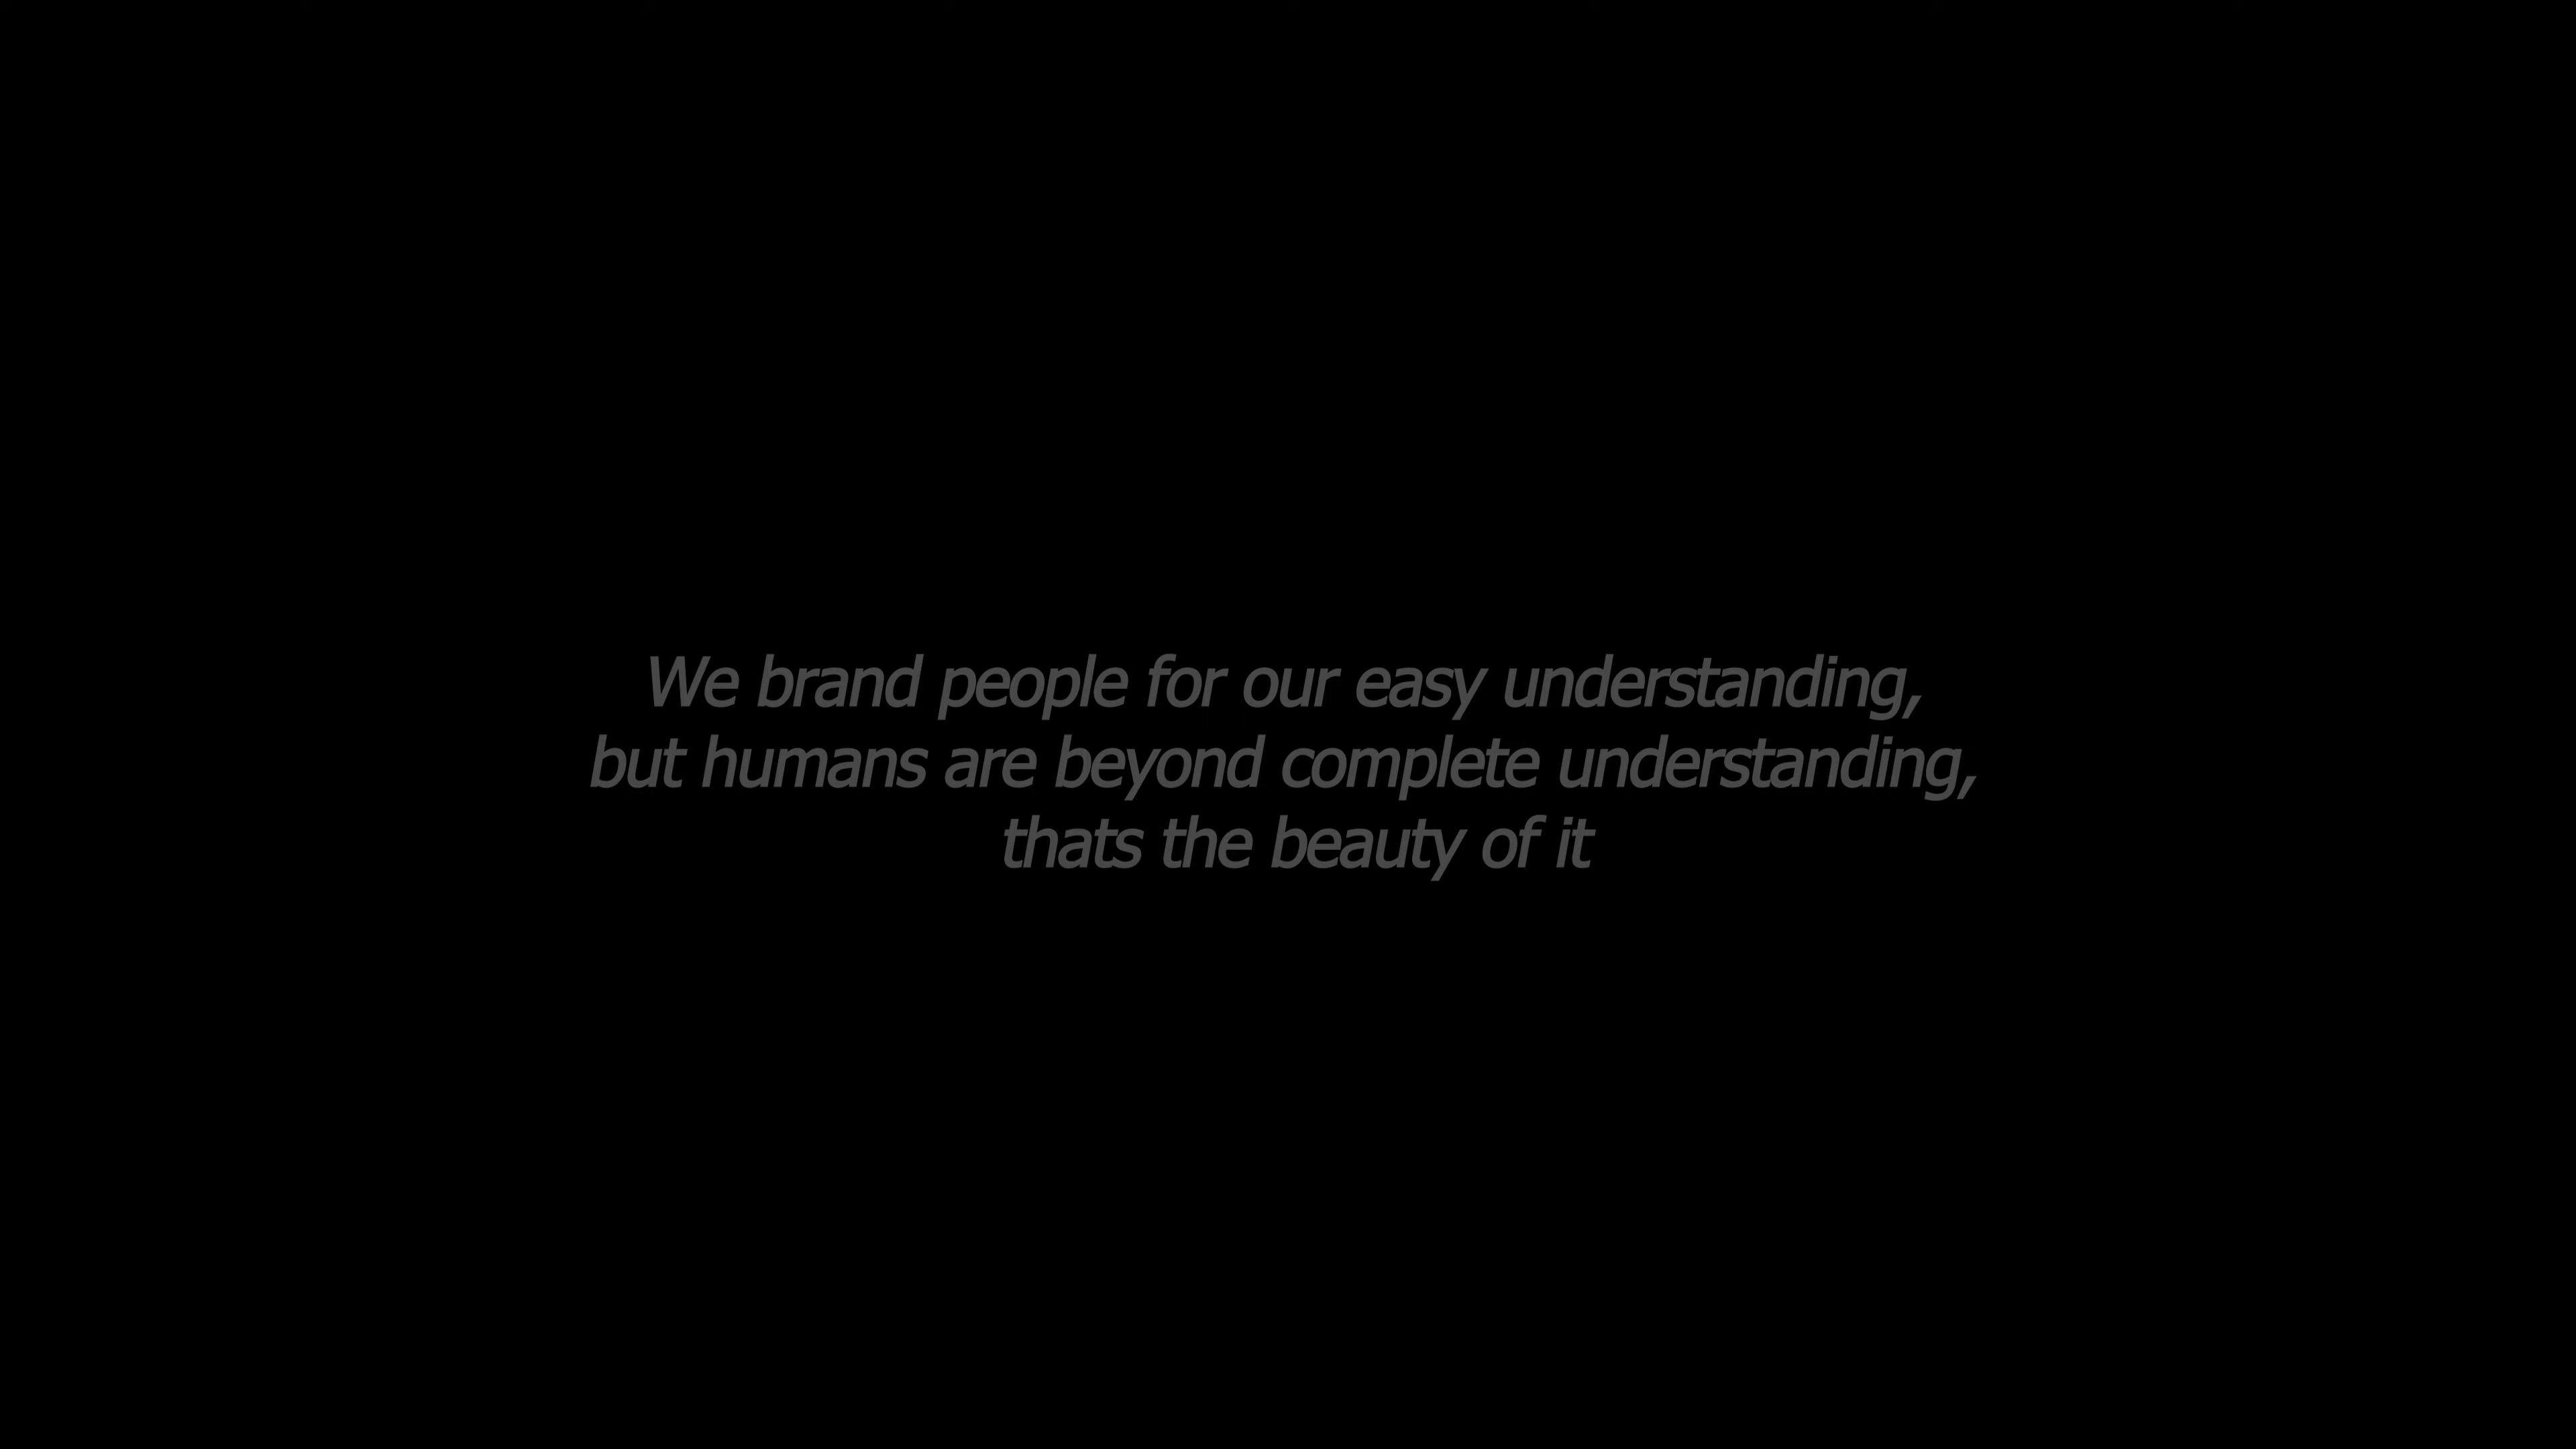 We brand people for our easy understanding,
but humans are beyond complete understanding,
thats the beauty of it